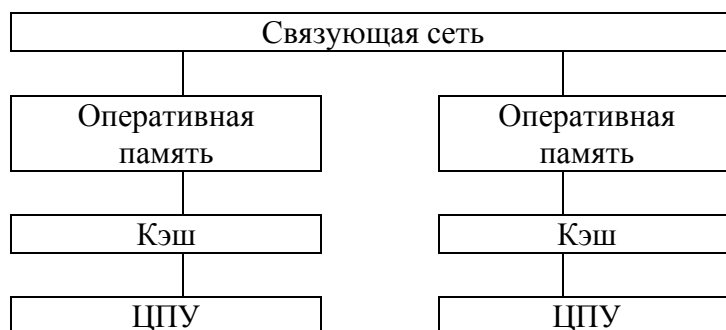 Связующая сеть
Оперативная
память
Оперативная
память
Кэш
Кэш
ЦПУ
ЦПУ